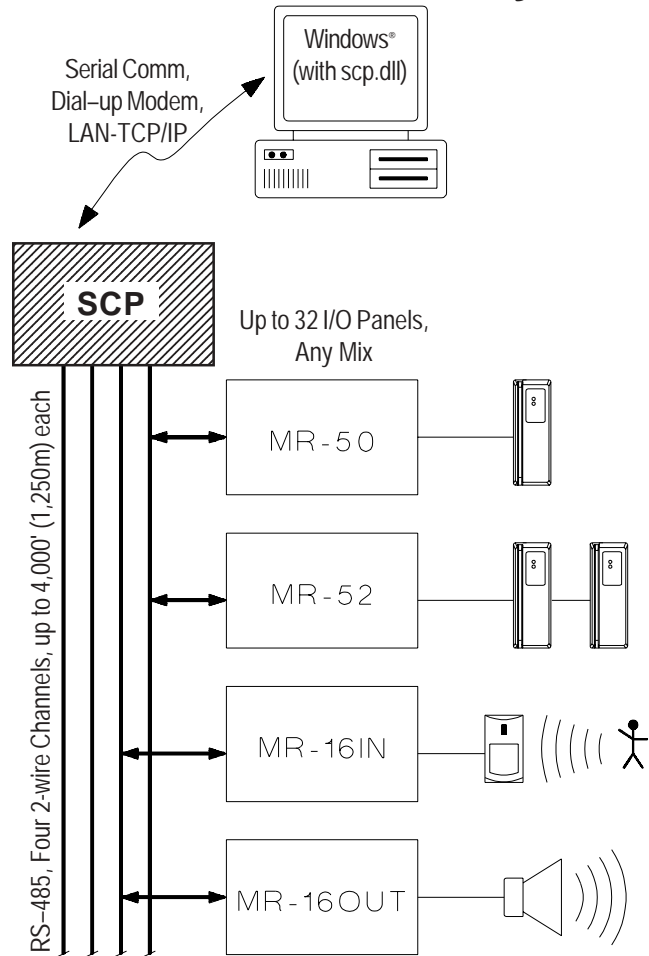 Windows®
(with scp.dll)
Serial Comm,
Dial–up Modem,
LAN-TCP/IP
SCP
Up to 32 I/O Panels,
Any Mix
RS–485, Four 2-wire Channels, up to 4,000' (1,250m) each
MR-50
MR-52
MR-16IN
MR-16OUT